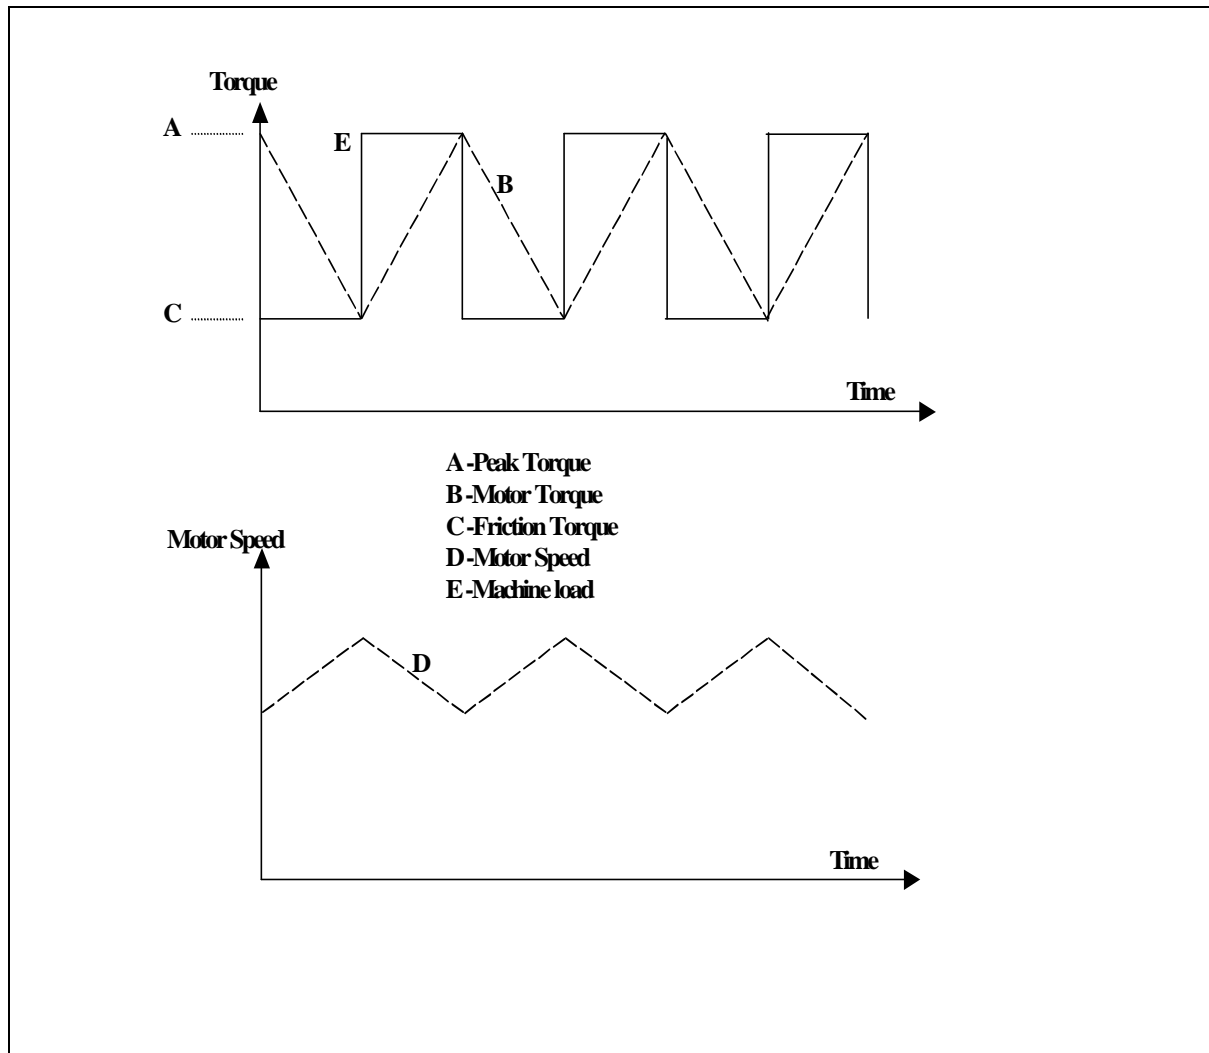 Torque
A
E
B
C
Time
A -Peak Torque
B -Motor Torque
C -Friction Torque
D -Motor Speed
E -Machine load
Motor Speed
D
Time